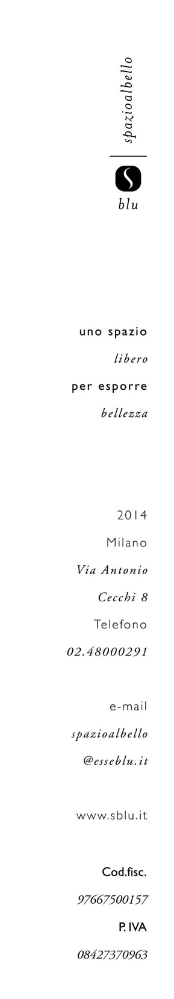 spazioalbello
S
blu
uno spazio
libero
per esporre
bellezza
2014
Milano
Via Antonio
Cecchi 8
Telefono
02.48000291
e-mail
spazioalbello
@esseblu.it
www.sblu.it
Cod.fisc.
97667500157
P. IVA
08427370963